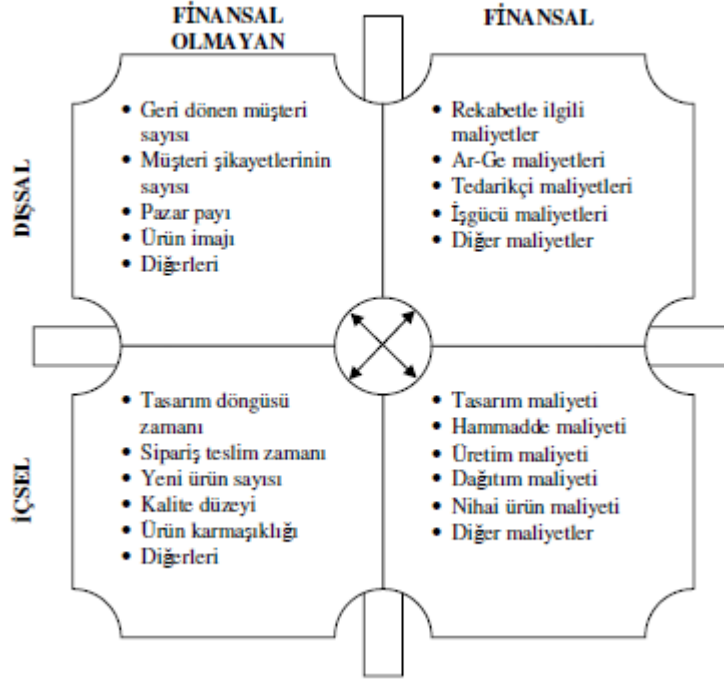 FİNANSAL
OLMAYAN
FİNANSAL
DIŞSAL
• Geri dönen müşteri
sayısı
• Müşteri şikayetlerinin
sayısı
• Pazar payı
• Ürün imajı
• Diğerleri
• Rekabetle ilgili
maliyetler
• Ar-Ge maliyetleri
• Tedarikçi maliyetleri
• İşgücü maliyetleri
• Diğer maliyetler
İÇSEL
• Tasarım döngüsü
zamanı
• Sipariş teslim zamanı
• Yeni ürün sayısı
• Kalite düzeyi
• Ürün karmaşıklığı
• Diğerleri
• Tasarım maliyeti
• Hammadde maliyeti
• Üretim maliyeti
• Dağıtım maliyeti
• Nihai ürün maliyeti
• Diğer maliyetler